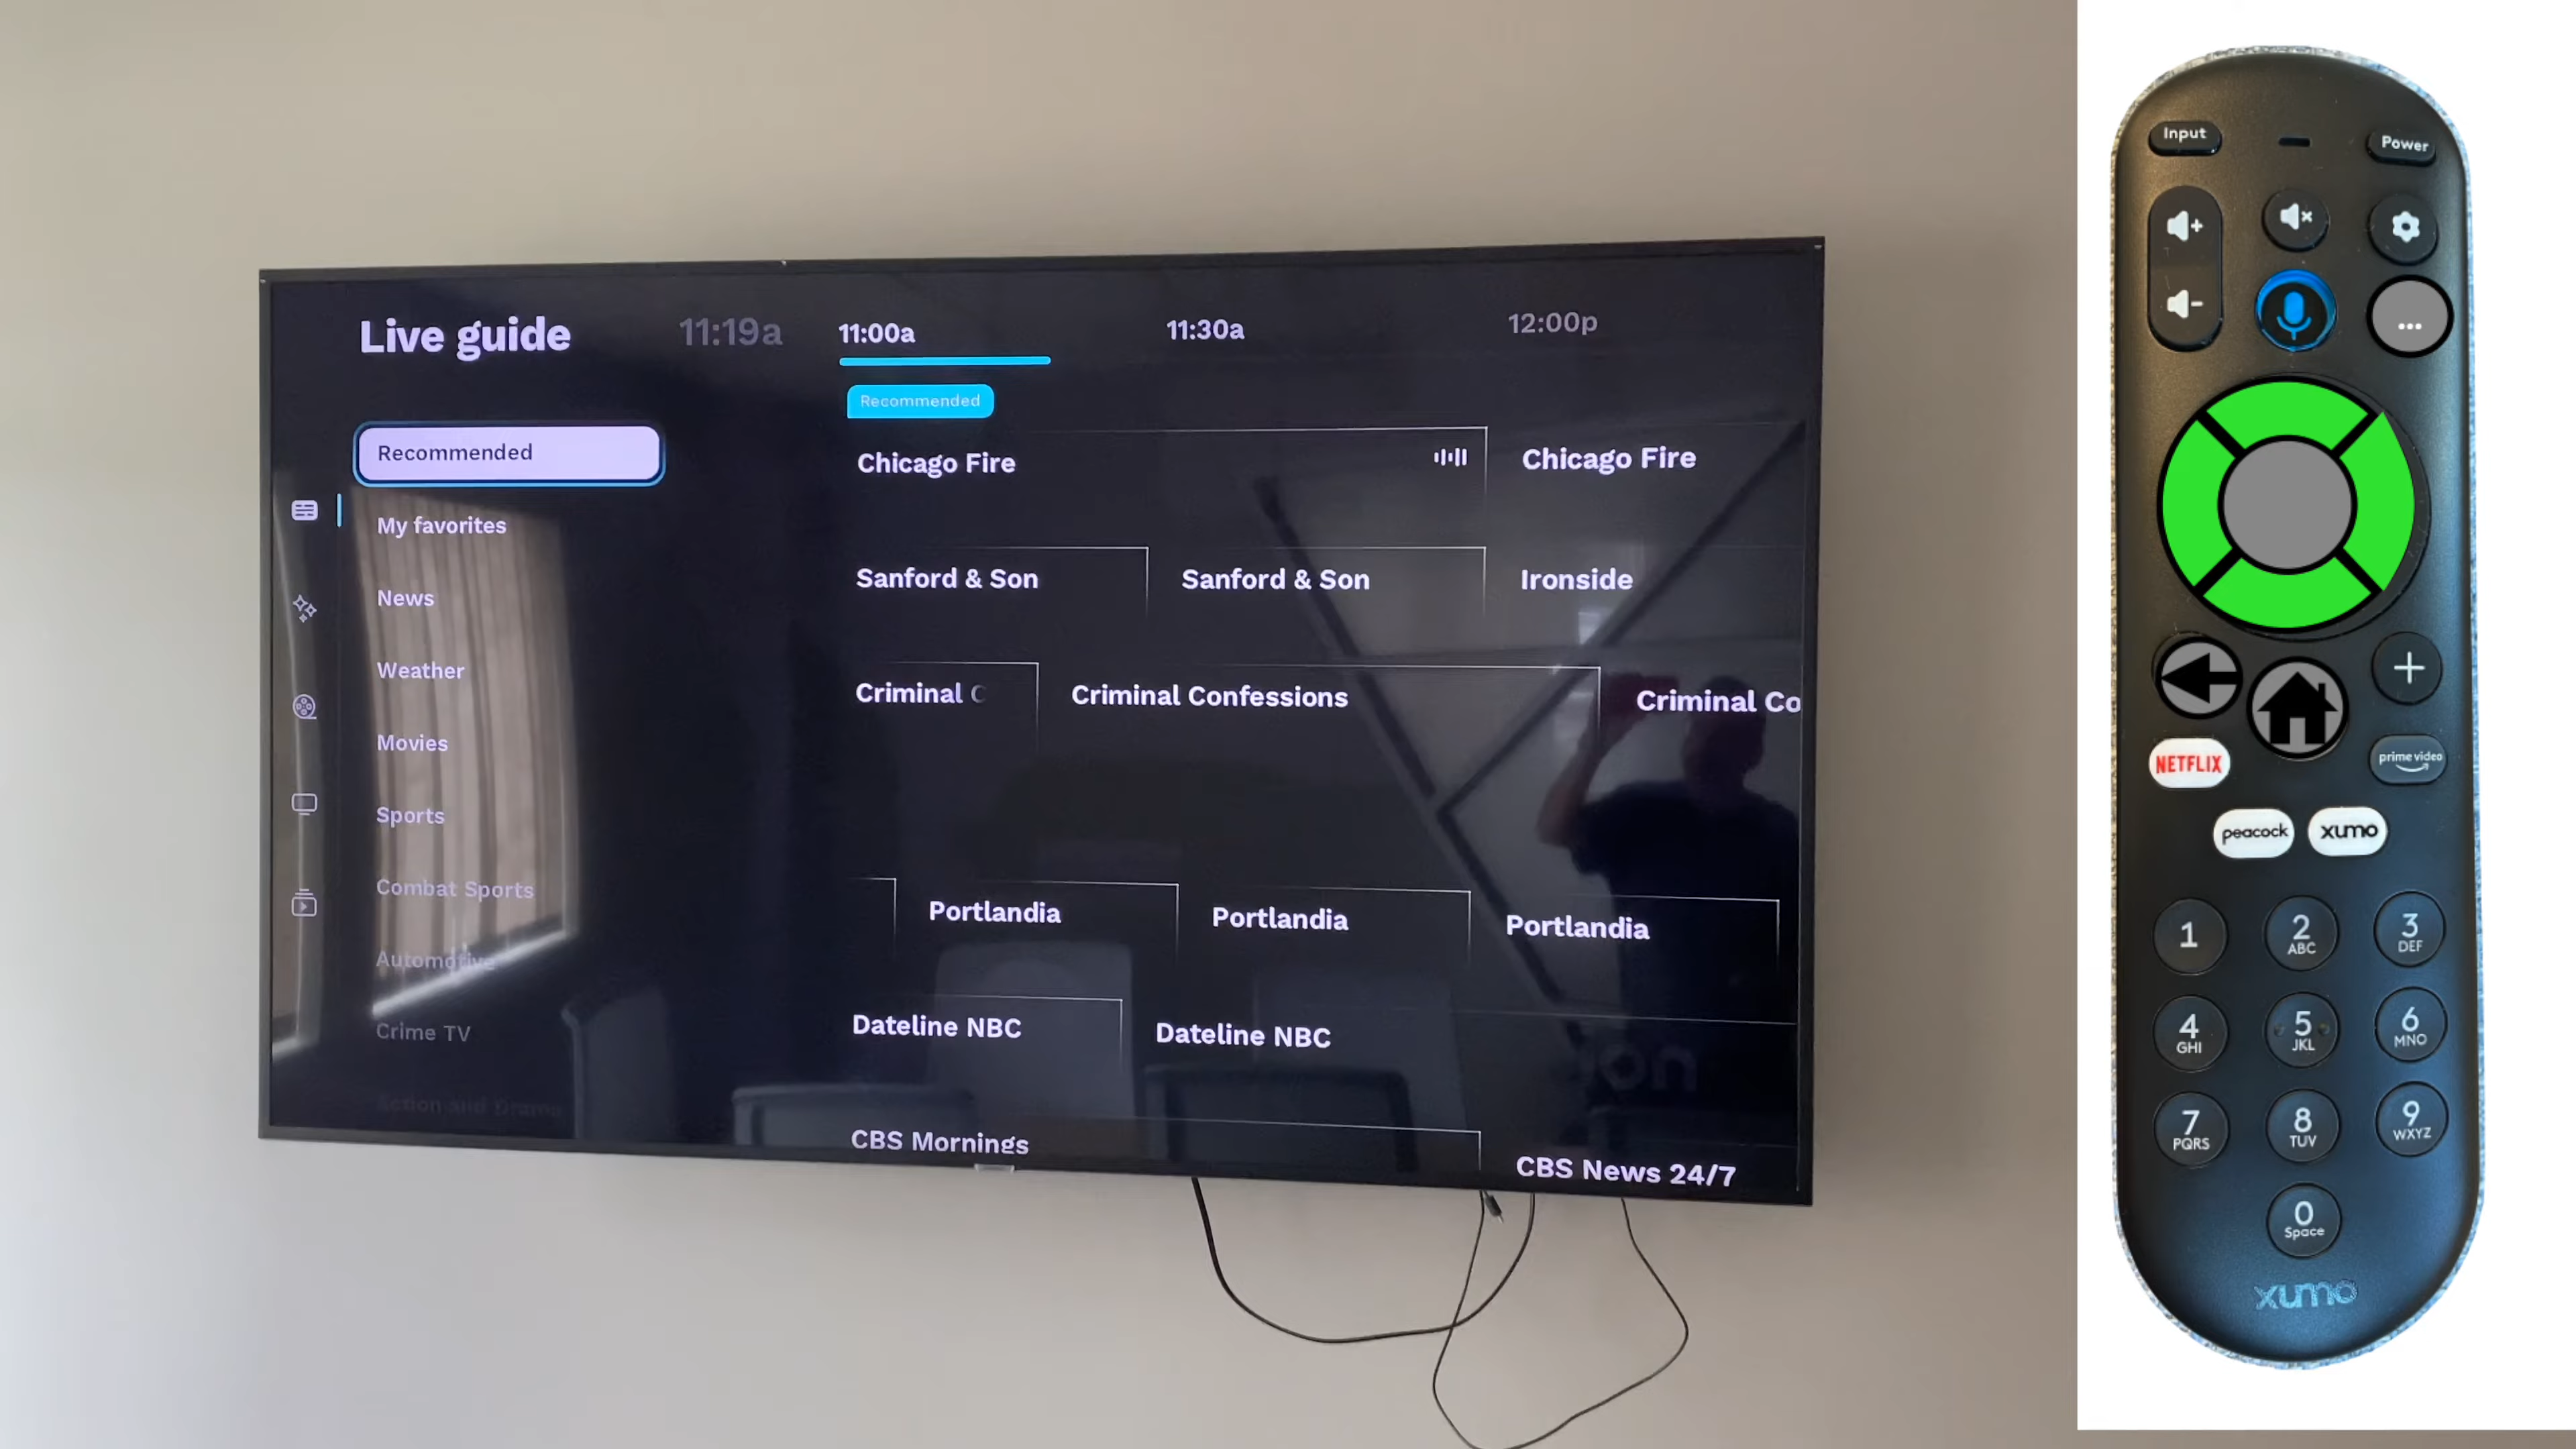 Live guide
11:19a
11:00a
11:30a
12:00p
Recommended
Recommended
My favorites
News
Weather
Movies
Sports
Combat Sports
Automotive
Crime TV
Action and Drama
Chicago Fire
Chicago Fire
Sanford & Son
Sanford & Son
Ironside
Criminal C
Criminal Confessions
Criminal Co
Portlandia
Portlandia
Portlandia
Dateline NBC
Dateline NBC
CBS Mornings
CBS News 24/7
Input
Power
NETFLIX
prime video
peacock
xumo
1
2
ABC
3
DEF
4
GHI
5
JKL
6
MNO
7
PQRS
8
TUV
9
WXYZ
0
Space
xumo